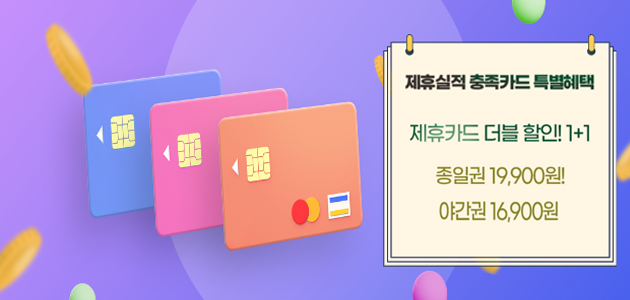 제휴실적 충족카드 특별혜택
제휴카드 더블 할인! 1+1
종일권 19,900원!
야간권 16,900원